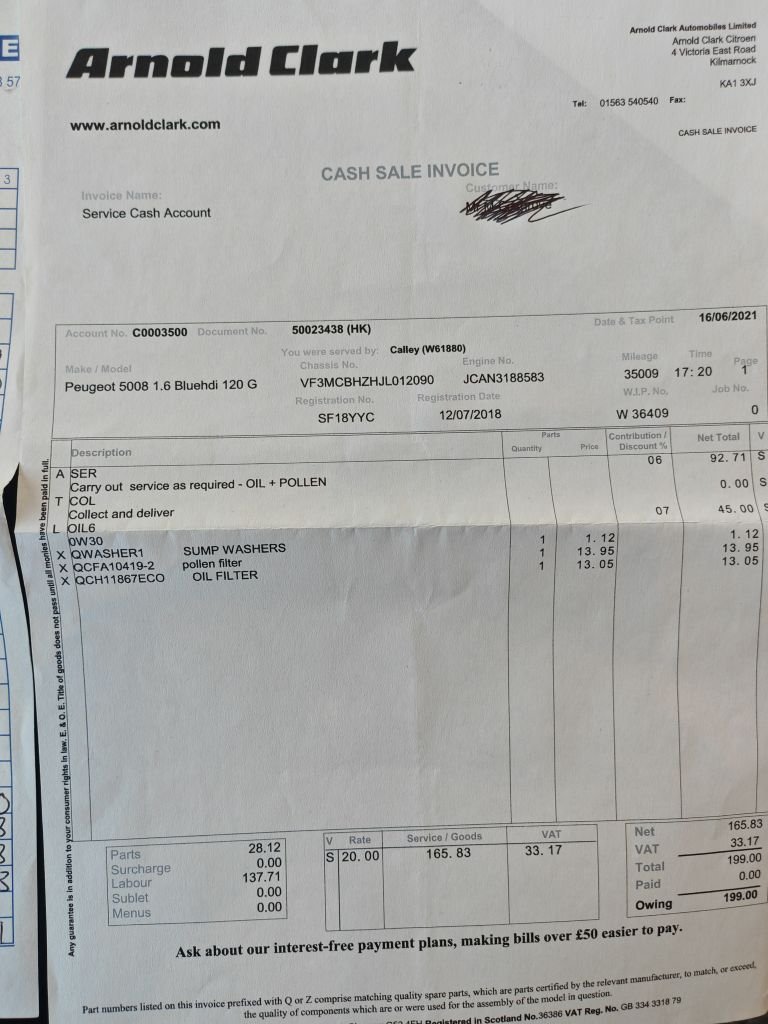 E
3 57
3
Arnold Clark
www.arnoldclark.com
Arnold Clark Automobiles Limited
Arnold Clark Citroen
4 Victoria East Road
Kilmarnock
KA1 3XJ
Tel: 01563 540540 Fax:
CASH SALE INVOICE
CASH SALE INVOICE
Invoice Name:
Service Cash Account
Customer Name:
Account No. C0003500 Document No. 50023438 (HK) Date & Tax Point 16/06/2021
You were served by: Calley (W61880)
Make / Model Chassis No. Engine No. Mileage Time Page
Peugeot 5008 1.6 Bluehdi 120 G VF3MCBHZHJL012090 JCAN3188583 35009 17:20 1
Registration No. Registration Date W.I.P. No. Job No.
SF18YYC 12/07/2018 W 36409 0
Description Parts Quantity Price Contribution / Discount % Net Total V
A SER 06 92.71 S
Carry out service as required - OIL + POLLEN
T COL 0.00 S
Collect and deliver
L OIL6 07 45.00 S
0W30
X QWASHER1 SUMP WASHERS 1 1.12 1.12
X QCFA10419-2 pollen filter 1 13.95 13.95
X QCH11867ECO OIL FILTER 1 13.05 13.05
Any guarantee is in addition to your consumer rights in law. E. & O. E. Title of goods does not pass until all monies have been paid in full.
Parts 28.12
Surcharge 0.00
Labour 137.71
Sublet 0.00
Menus 0.00
V Rate Service / Goods VAT
S 20.00 165.83 33.17
Net 165.83
VAT 33.17
Total 199.00
Paid 0.00
Owing 199.00
Ask about our interest-free payment plans, making bills over £50 easier to pay.
Part numbers listed on this invoice prefixed with Q or Z comprise matching quality spare parts, which are parts certified by the relevant manufacturer, to match, or exceed,
the quality of components which are or were used for the assembly of the model in question.
Registered in Scotland No.36386 VAT Reg. No. GB 334 3318 79